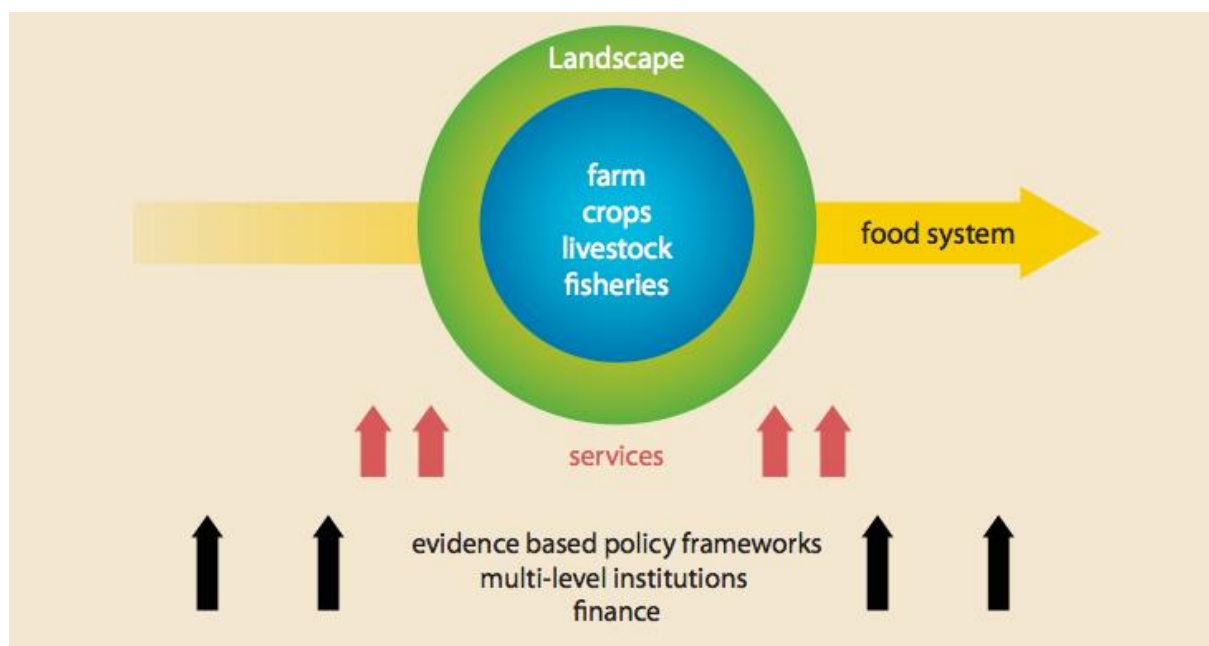 Landscape
farm
crops
livestock
fisheries
food system
services
evidence based policy frameworks
multi-level institutions
finance